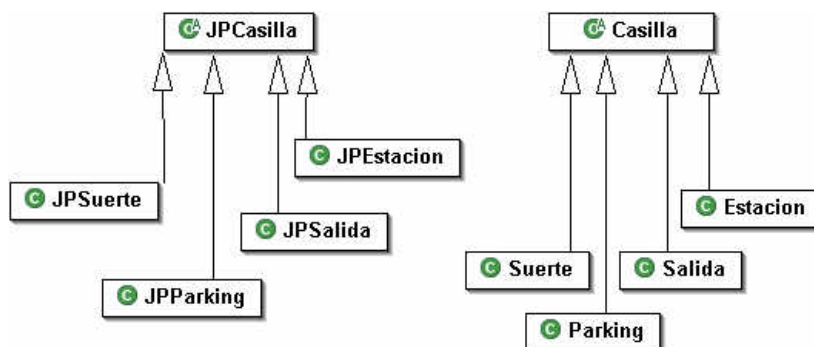 JPCasilla
Casilla
JPEstacion
JPSuerte
Estacion
JPSalida
Suerte
Salida
JPParking
Parking